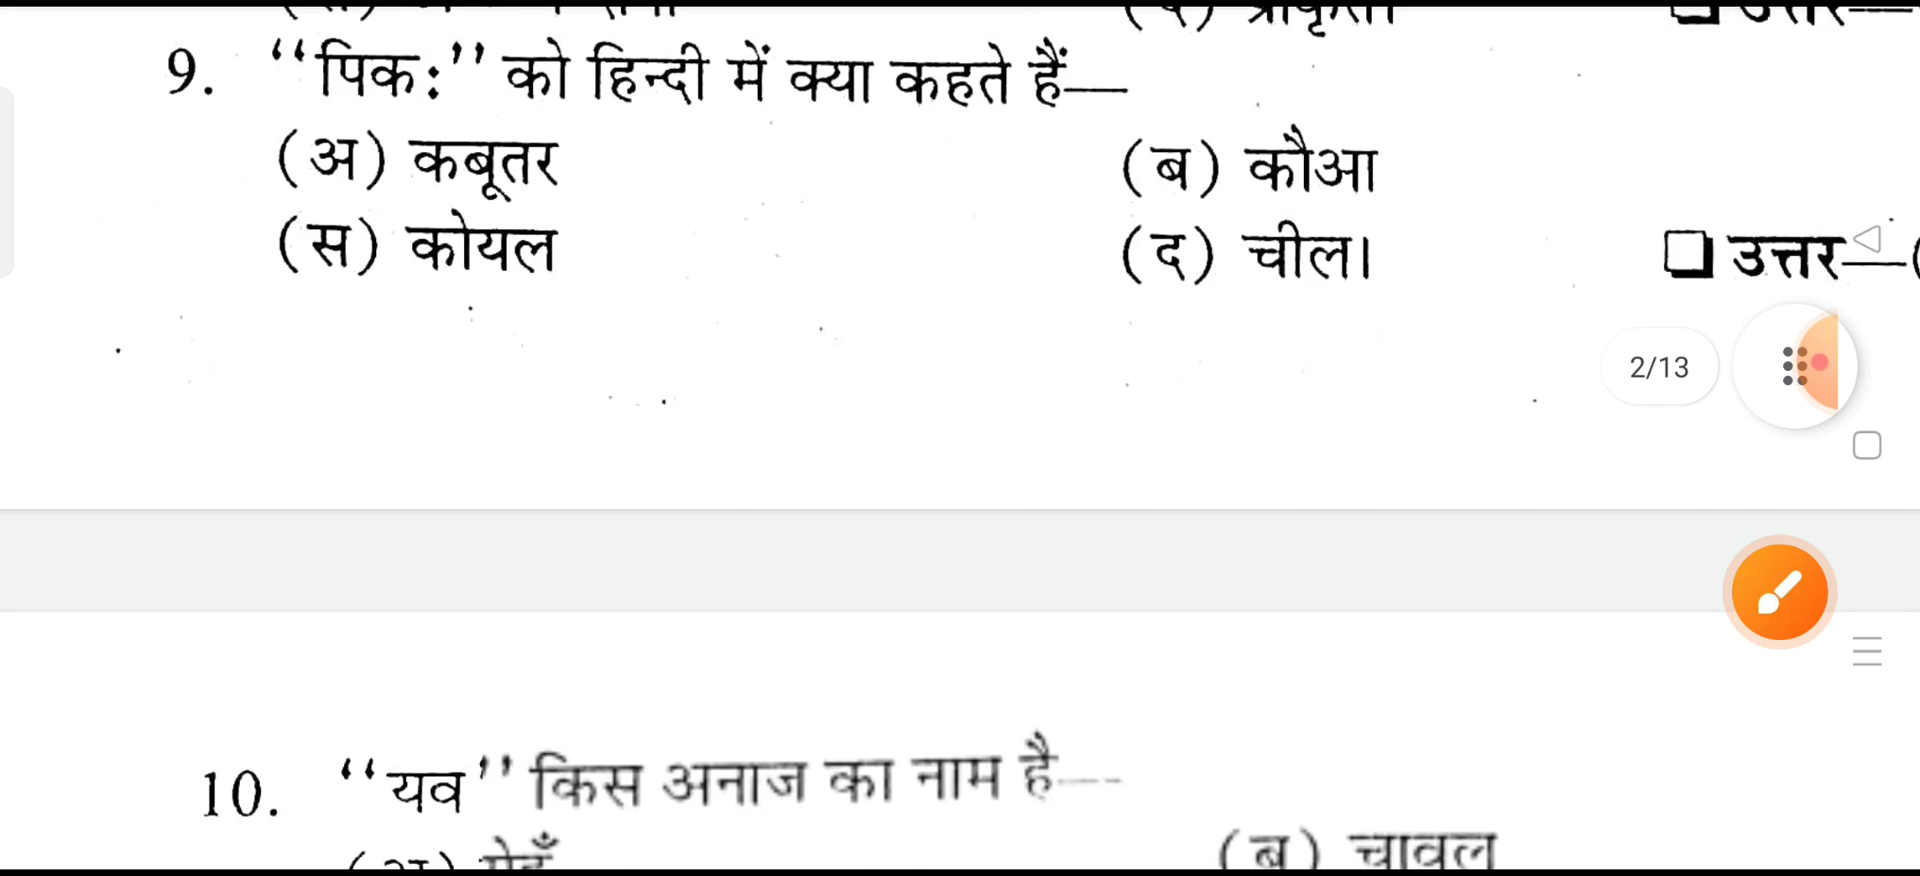 9. “पिकः” को हिन्दी में क्या कहते हैं—
(अ) कबूतर (ब) कौआ
(स) कोयल (द) चील। ❑ उत्तर—(
2/13
10. “यव” किस अनाज का नाम है—
(ब) चावल